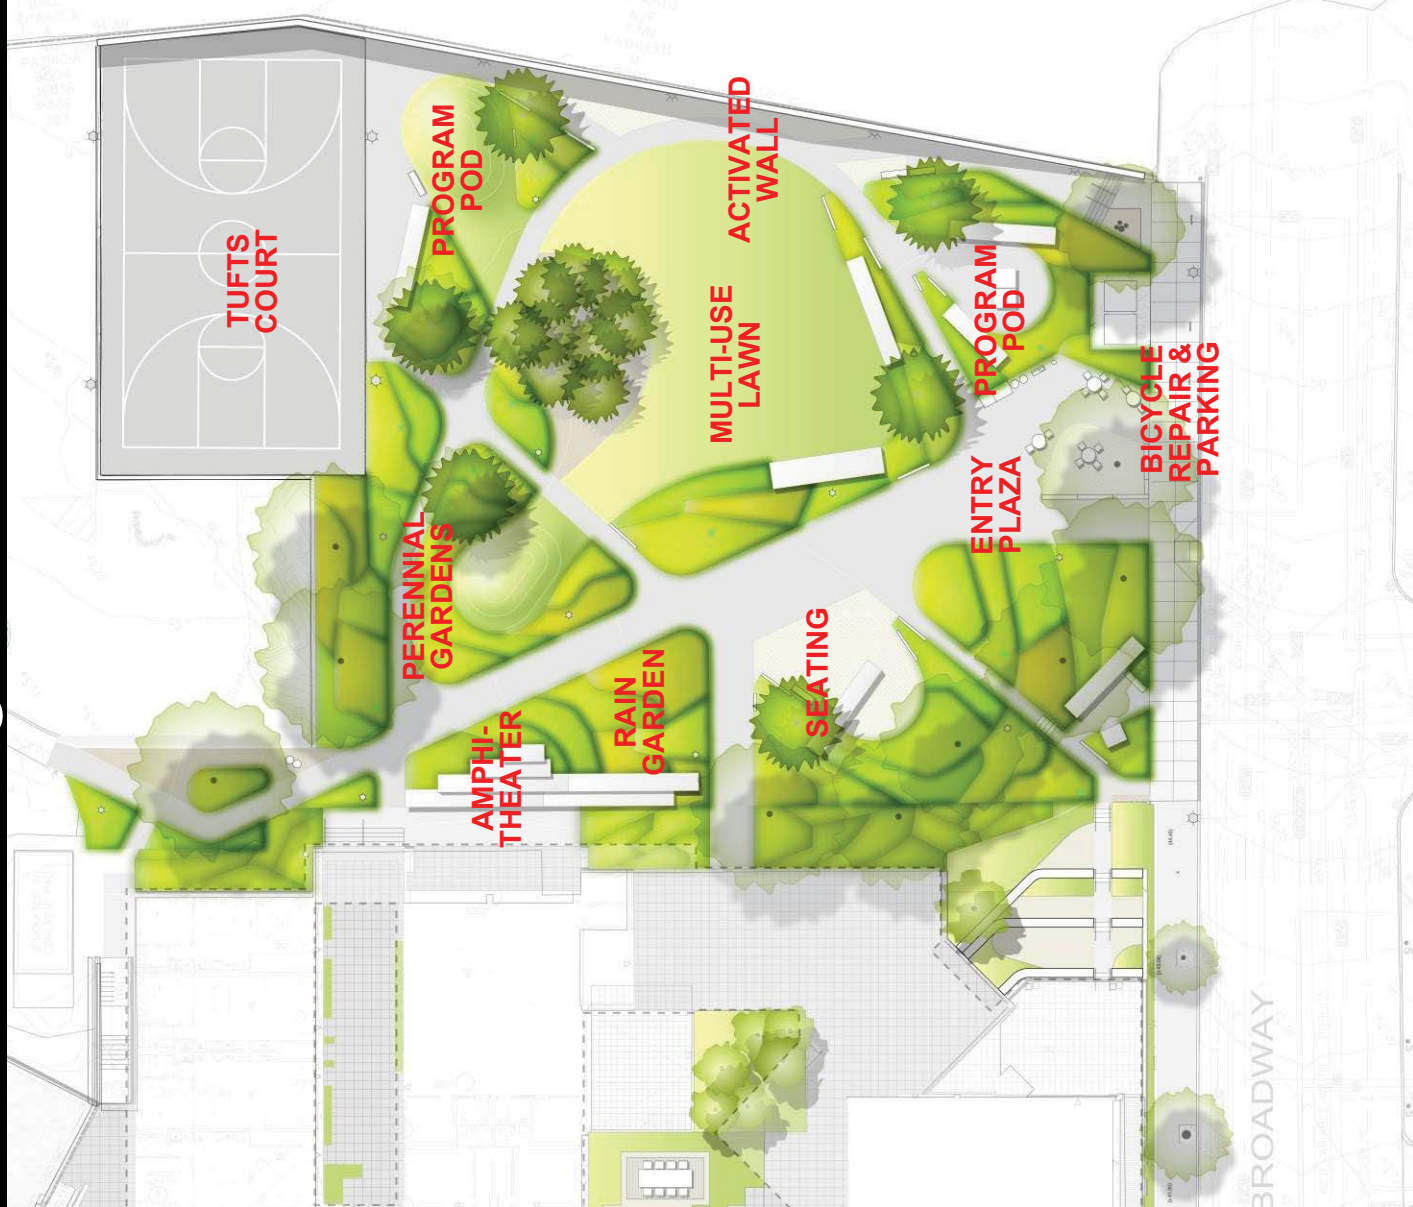 TUFTS
COURT
PROGRAM
POD
ACTIVATED
WALL
MULTI-USE
LAWN
PROGRAM
POD
BICYCLE
REPAIR &
PARKING
ENTRY
PLAZA
PERENNIAL
GARDENS
SEATING
RAIN
GARDEN
AMPHI-
THEATER
BROADWAY